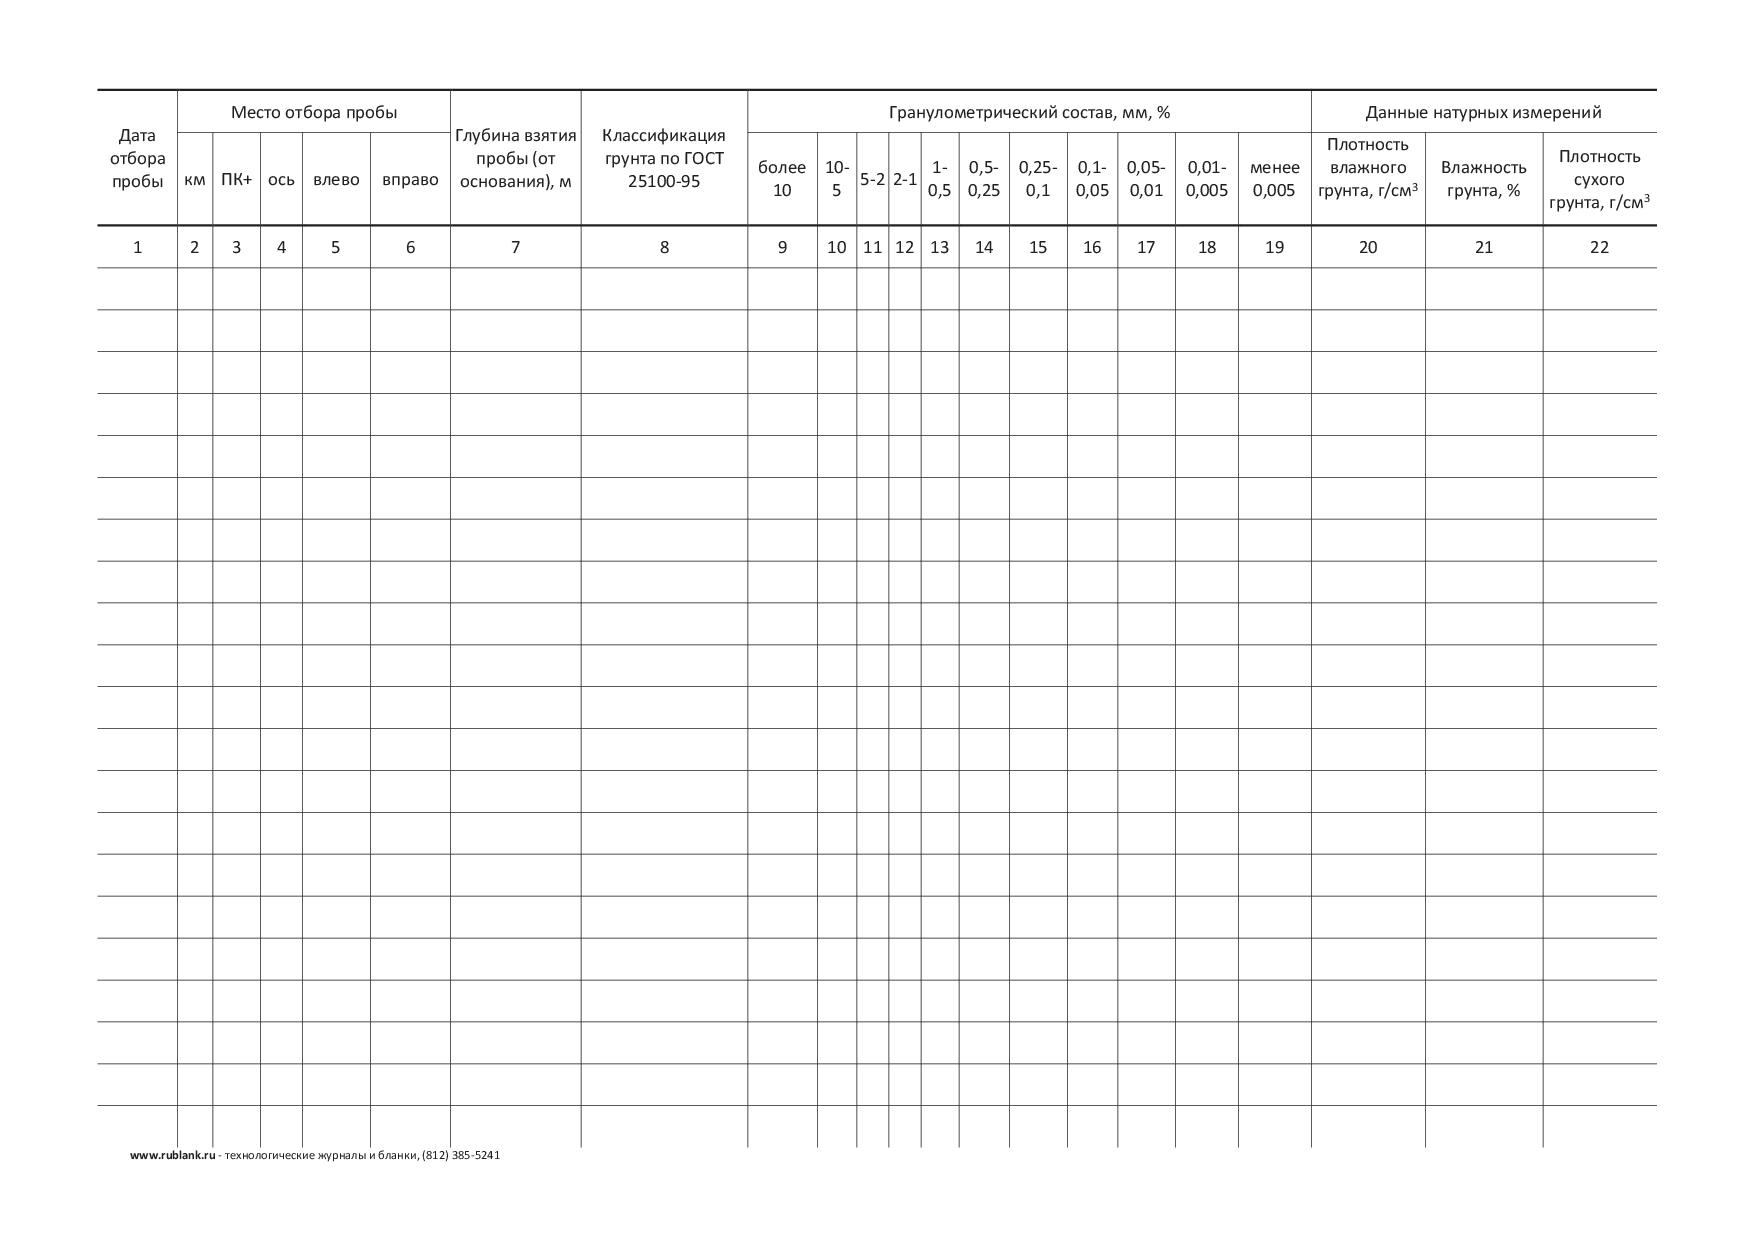 Дата
отбора
пробы
Место отбора пробы
км
ПК+
ось
влево
вправо
Глубина взятия
пробы (от
основания), м
Классификация
грунта по ГОСТ
25100-95
Гранулометрический состав, мм, %
более
10
10-
5
5-2
2-1
1-
0,5
0,5-
0,25
0,25-
0,1
0,1-
0,05
0,05-
0,01
0,01-
0,005
менее
0,005
Данные натурных измерений
Плотность
влажного
грунта, г/см³
Влажность
грунта, %
Плотность
сухого
грунта, г/см³
1 2 3 4 5 6 7 8 9 10 11 12 13 14 15 16 17 18 19 20 21 22
www.rublank.ru - технологические журналы и бланки, (812) 385-5241